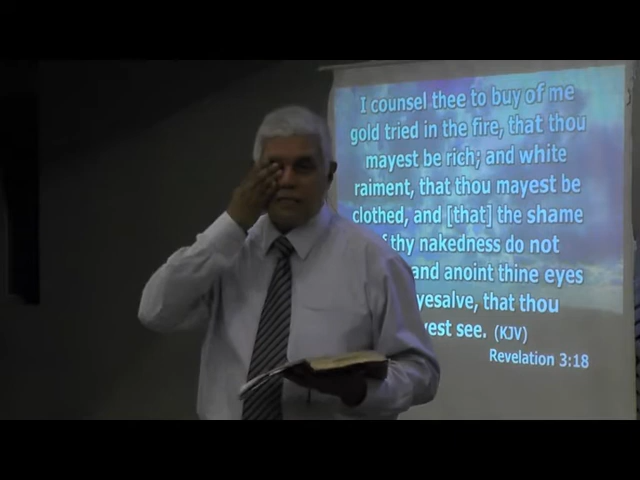 I counsel thee to buy of me
gold tried in the fire, that thou
mayest be rich; and white
raiment, that thou mayest be
clothed, and [that] the shame
thy nakedness do not
and anoint thine eyes
yesalve, that thou
est see. (KJV)
Revelation 3:18